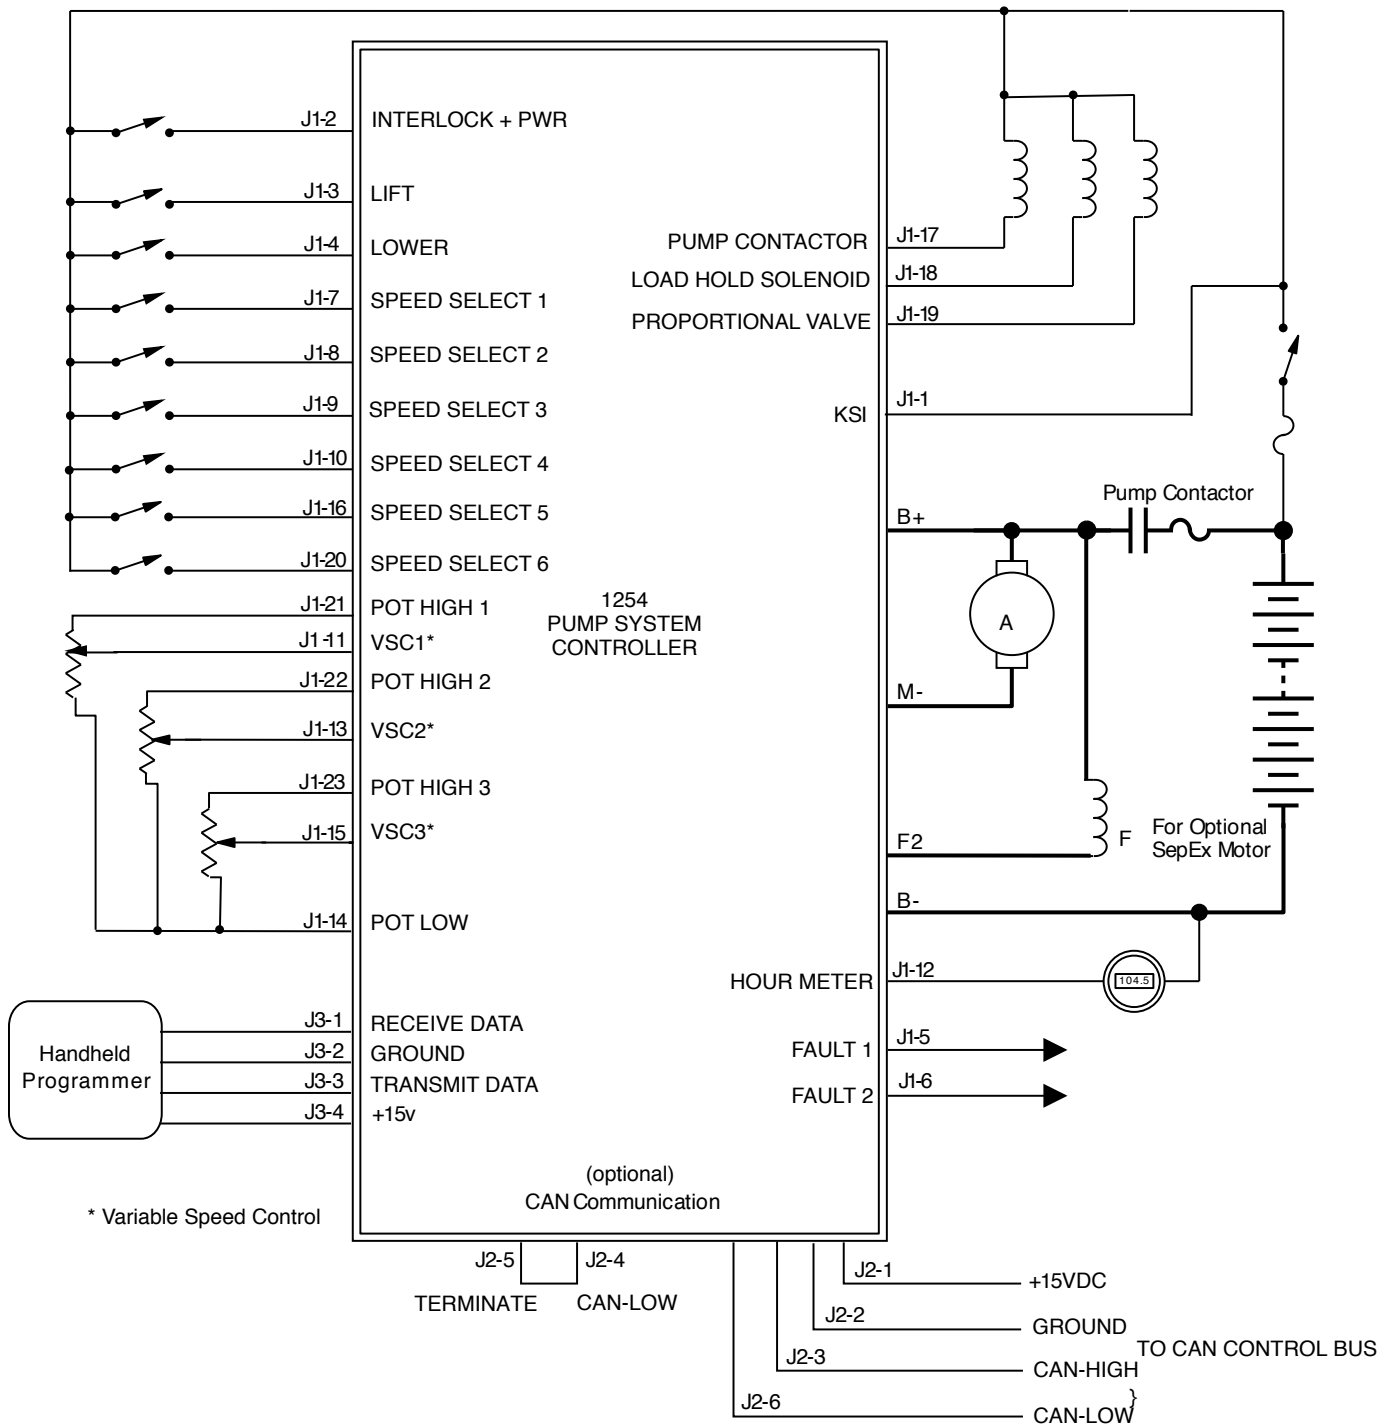 J1-2 INTERLOCK + PWR
J1-3 LIFT
J1-4 LOWER
J1-7 SPEED SELECT 1
J1-8 SPEED SELECT 2
J1-9 SPEED SELECT 3
J1-10 SPEED SELECT 4
J1-16 SPEED SELECT 5
J1-20 SPEED SELECT 6
J1-21 POT HIGH 1
J1-11 VSC1*
J1-22 POT HIGH 2
J1-13 VSC2*
J1-23 POT HIGH 3
J1-15 VSC3*
J1-14 POT LOW
1254
PUMP SYSTEM
CONTROLLER
PUMP CONTACTOR J1-17
LOAD HOLD SOLENOID J1-18
PROPORTIONAL VALVE J1-19
KSI J1-1
Pump Contactor
B+
A
M-
F2
F
For Optional
SepEx Motor
B-
HOUR METER J1-12
104.5
FAULT 1 J1-5
FAULT 2 J1-6
Handheld
Programmer
J3-1 RECEIVE DATA
J3-2 GROUND
J3-3 TRANSMIT DATA
J3-4 +15v
(optional)
CAN Communication
* Variable Speed Control
J2-5 J2-4
TERMINATE CAN-LOW
J2-1 +15VDC
J2-2 GROUND
TO CAN CONTROL BUS
J2-3 CAN-HIGH
}
J2-6 CAN-LOW